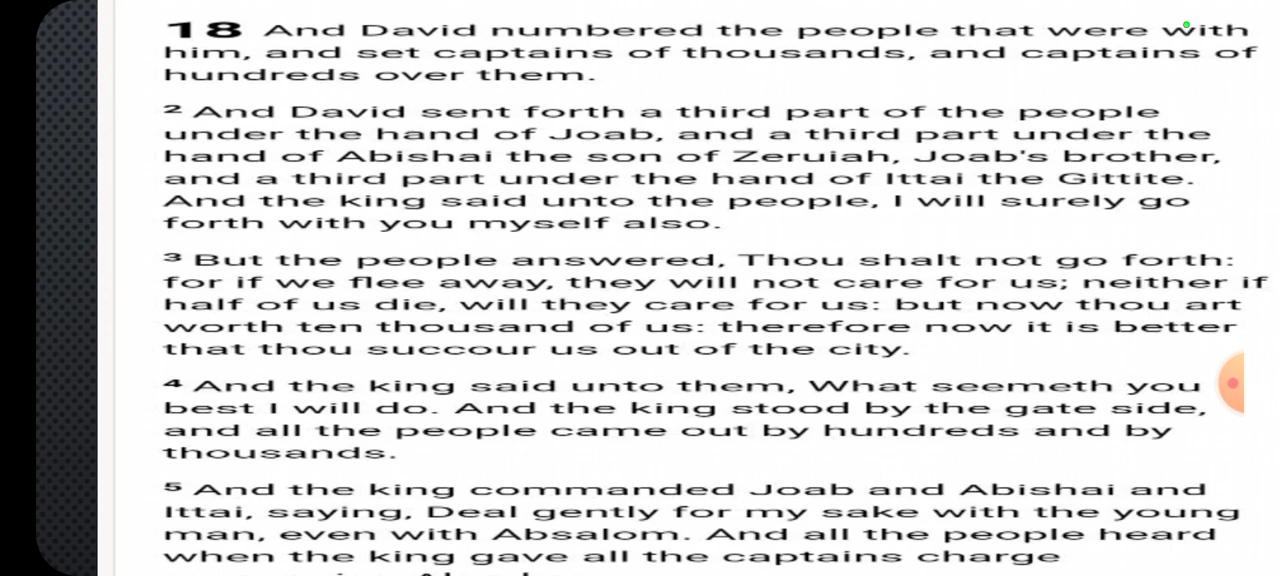 18 And David numbered the people that were with
him, and set captains of thousands, and captains of
hundreds over them.
2 And David sent forth a third part of the people
under the hand of Joab, and a third part under the
hand of Abishai the son of Zeruiah, Joab's brother,
and a third part under the hand of Ittai the Gittite.
And the king said unto the people, I will surely go
forth with you myself also.
3 But the people answered, Thou shalt not go forth:
for if we flee away, they will not care for us; neither if
half of us die, will they care for us: but now thou art
worth ten thousand of us: therefore now it is better
that thou succour us out of the city.
4 And the king said unto them, What seemeth you
best I will do. And the king stood by the gate side,
and all the people came out by hundreds and by
thousands.
5 And the king commanded Joab and Abishai and
Ittai, saying, Deal gently for my sake with the young
man, even with Absalom. And all the people heard
when the king gave all the captains charge